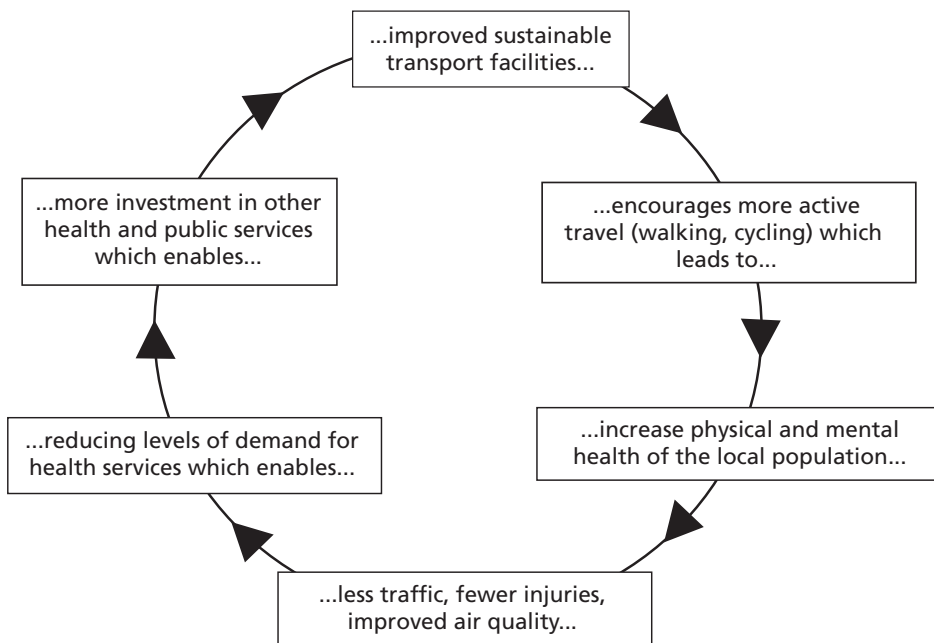 ...improved sustainable
transport facilities...
...encourages more active
travel (walking, cycling) which
leads to...
...increase physical and mental
health of the local population...
...less traffic, fewer injuries,
improved air quality...
...reducing levels of demand for
health services which enables...
...more investment in other
health and public services
which enables...